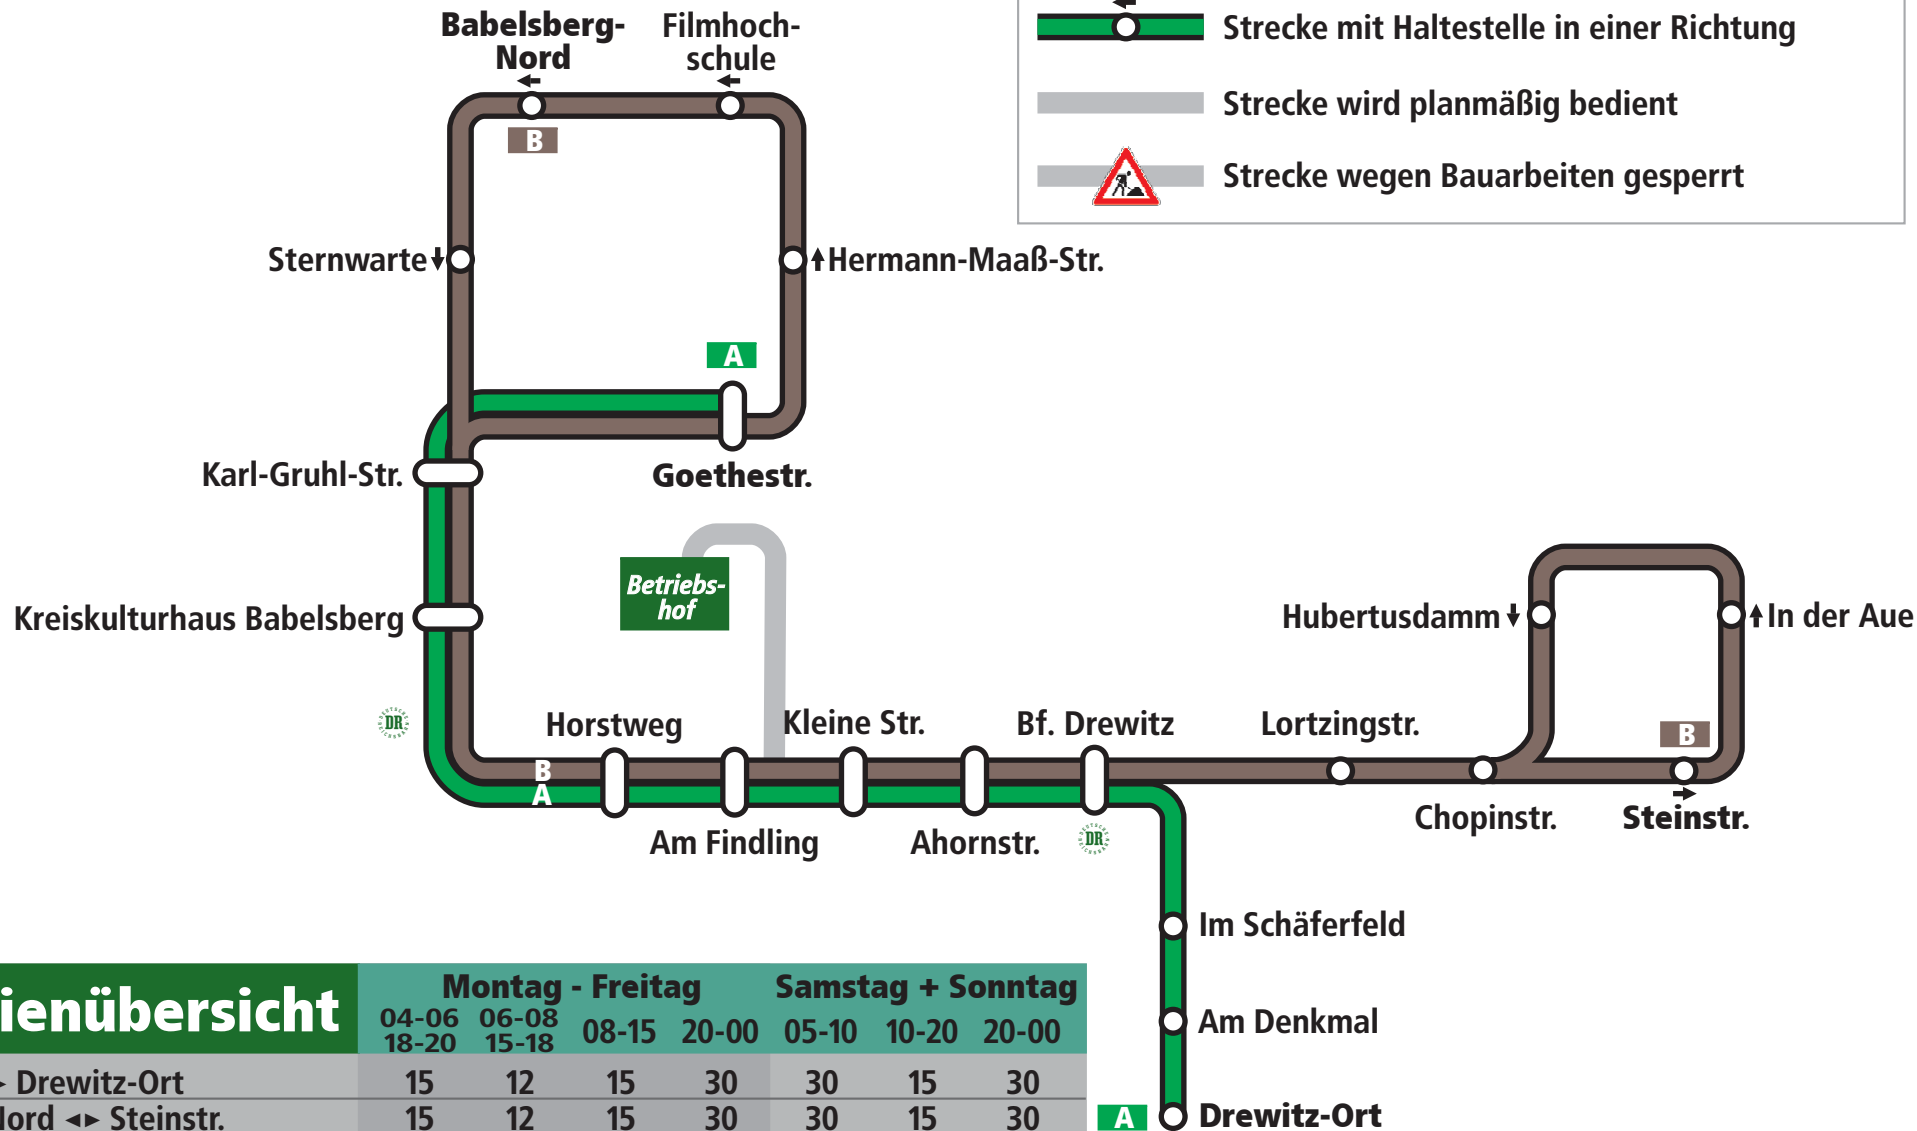 Babelsberg-
Nord
Filmhoch-
schule
B
Strecke mit Haltestelle in einer Richtung
Strecke wird planmäßig bedient
Strecke wegen Bauarbeiten gesperrt
Sternwarte
Hermann-Maaß-Str.
A
Karl-Gruhl-Str.
Goethestr.
Betriebs-
hof
Kreiskulturhaus Babelsberg
Hubertusdamm
In der Aue
DR
Horstweg
Kleine Str.
Bf. Drewitz
Lortzingstr.
B
B
A
Am Findling
Ahornstr.
DR
Chopinstr.
Steinstr.
Im Schäferfeld
Am Denkmal
A
Drewitz-Ort
ienübersicht
Montag - Freitag
Samstag + Sonntag
04-06 06-08
18-20 15-18
08-15 20-00 05-10 10-20 20-00
Drewitz-Ort 15 12 15 30 30 15 30
Nord ◄► Steinstr. 15 12 15 30 30 15 30